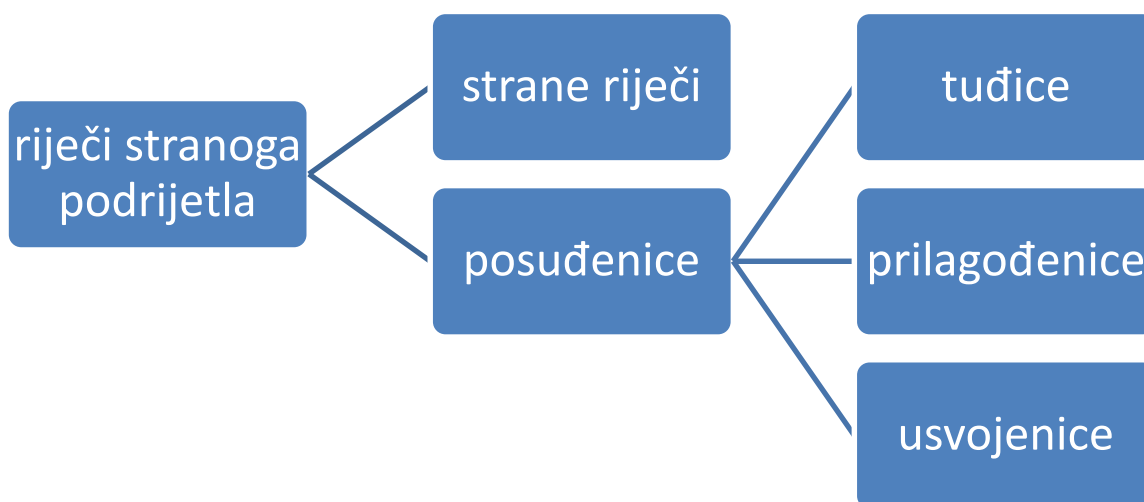 riječi stranoga
podrijetla
strane riječi
posuđenice
tuđice
prilagođenice
usvojenice